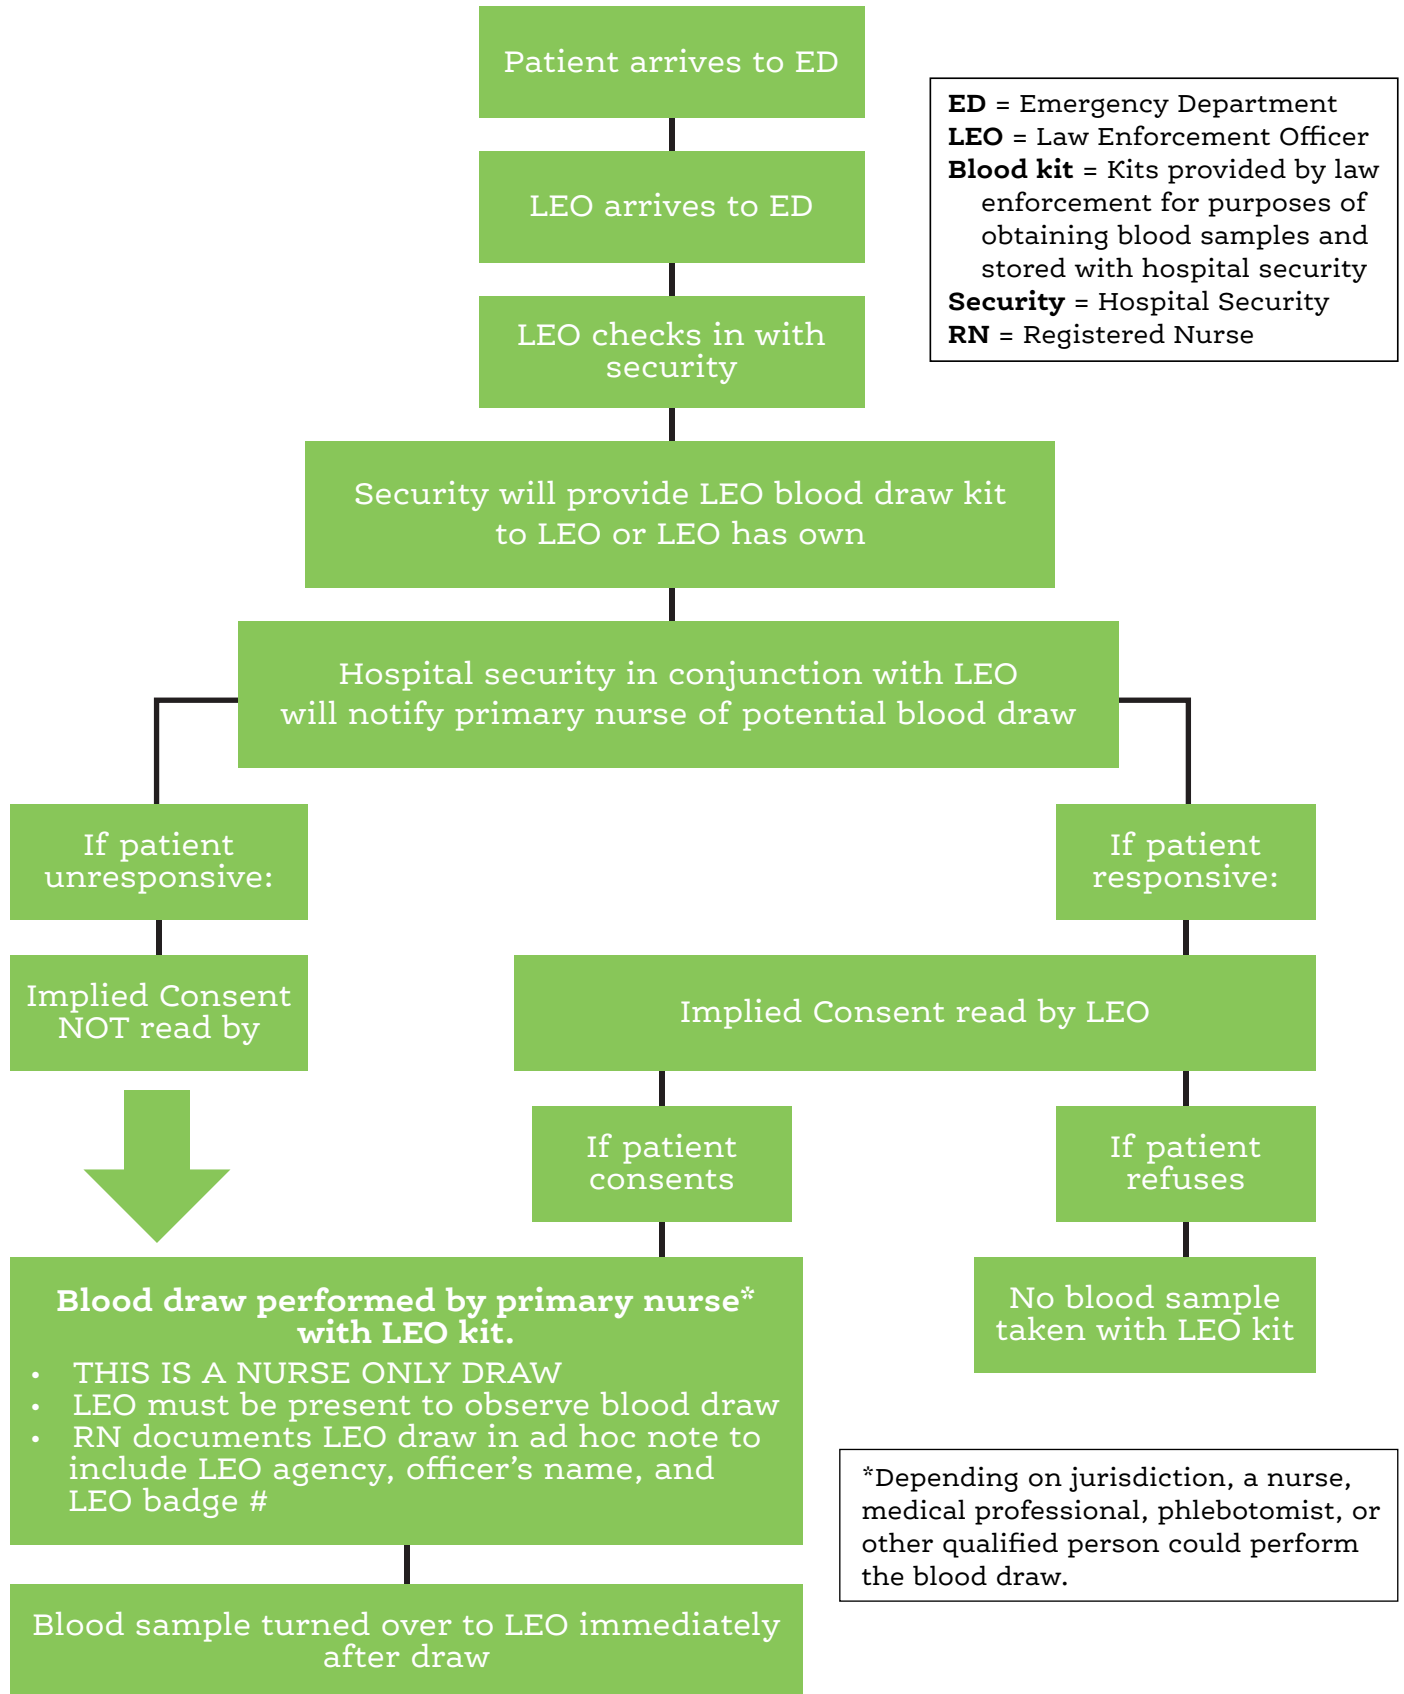 Patient arrives to ED
ED = Emergency Department
LEO = Law Enforcement Officer
Blood kit = Kits provided by law
enforcement for purposes of
obtaining blood samples and
stored with hospital security
Security = Hospital Security
RN = Registered Nurse
LEO arrives to ED
LEO checks in with
security
Security will provide LEO blood draw kit
to LEO or LEO has own
Hospital security in conjunction with LEO
will notify primary nurse of potential blood draw
If patient
unresponsive:
If patient
responsive:
Implied Consent
NOT read by
Implied Consent read by LEO
If patient
consents
If patient
refuses
Blood draw performed by primary nurse*
with LEO kit.
• THIS IS A NURSE ONLY DRAW
• LEO must be present to observe blood draw
• RN documents LEO draw in ad hoc note to
include LEO agency, officer’s name, and
LEO badge #
No blood sample
taken with LEO kit
*Depending on jurisdiction, a nurse,
medical professional, phlebotomist, or
other qualified person could perform
the blood draw.
Blood sample turned over to LEO immediately
after draw